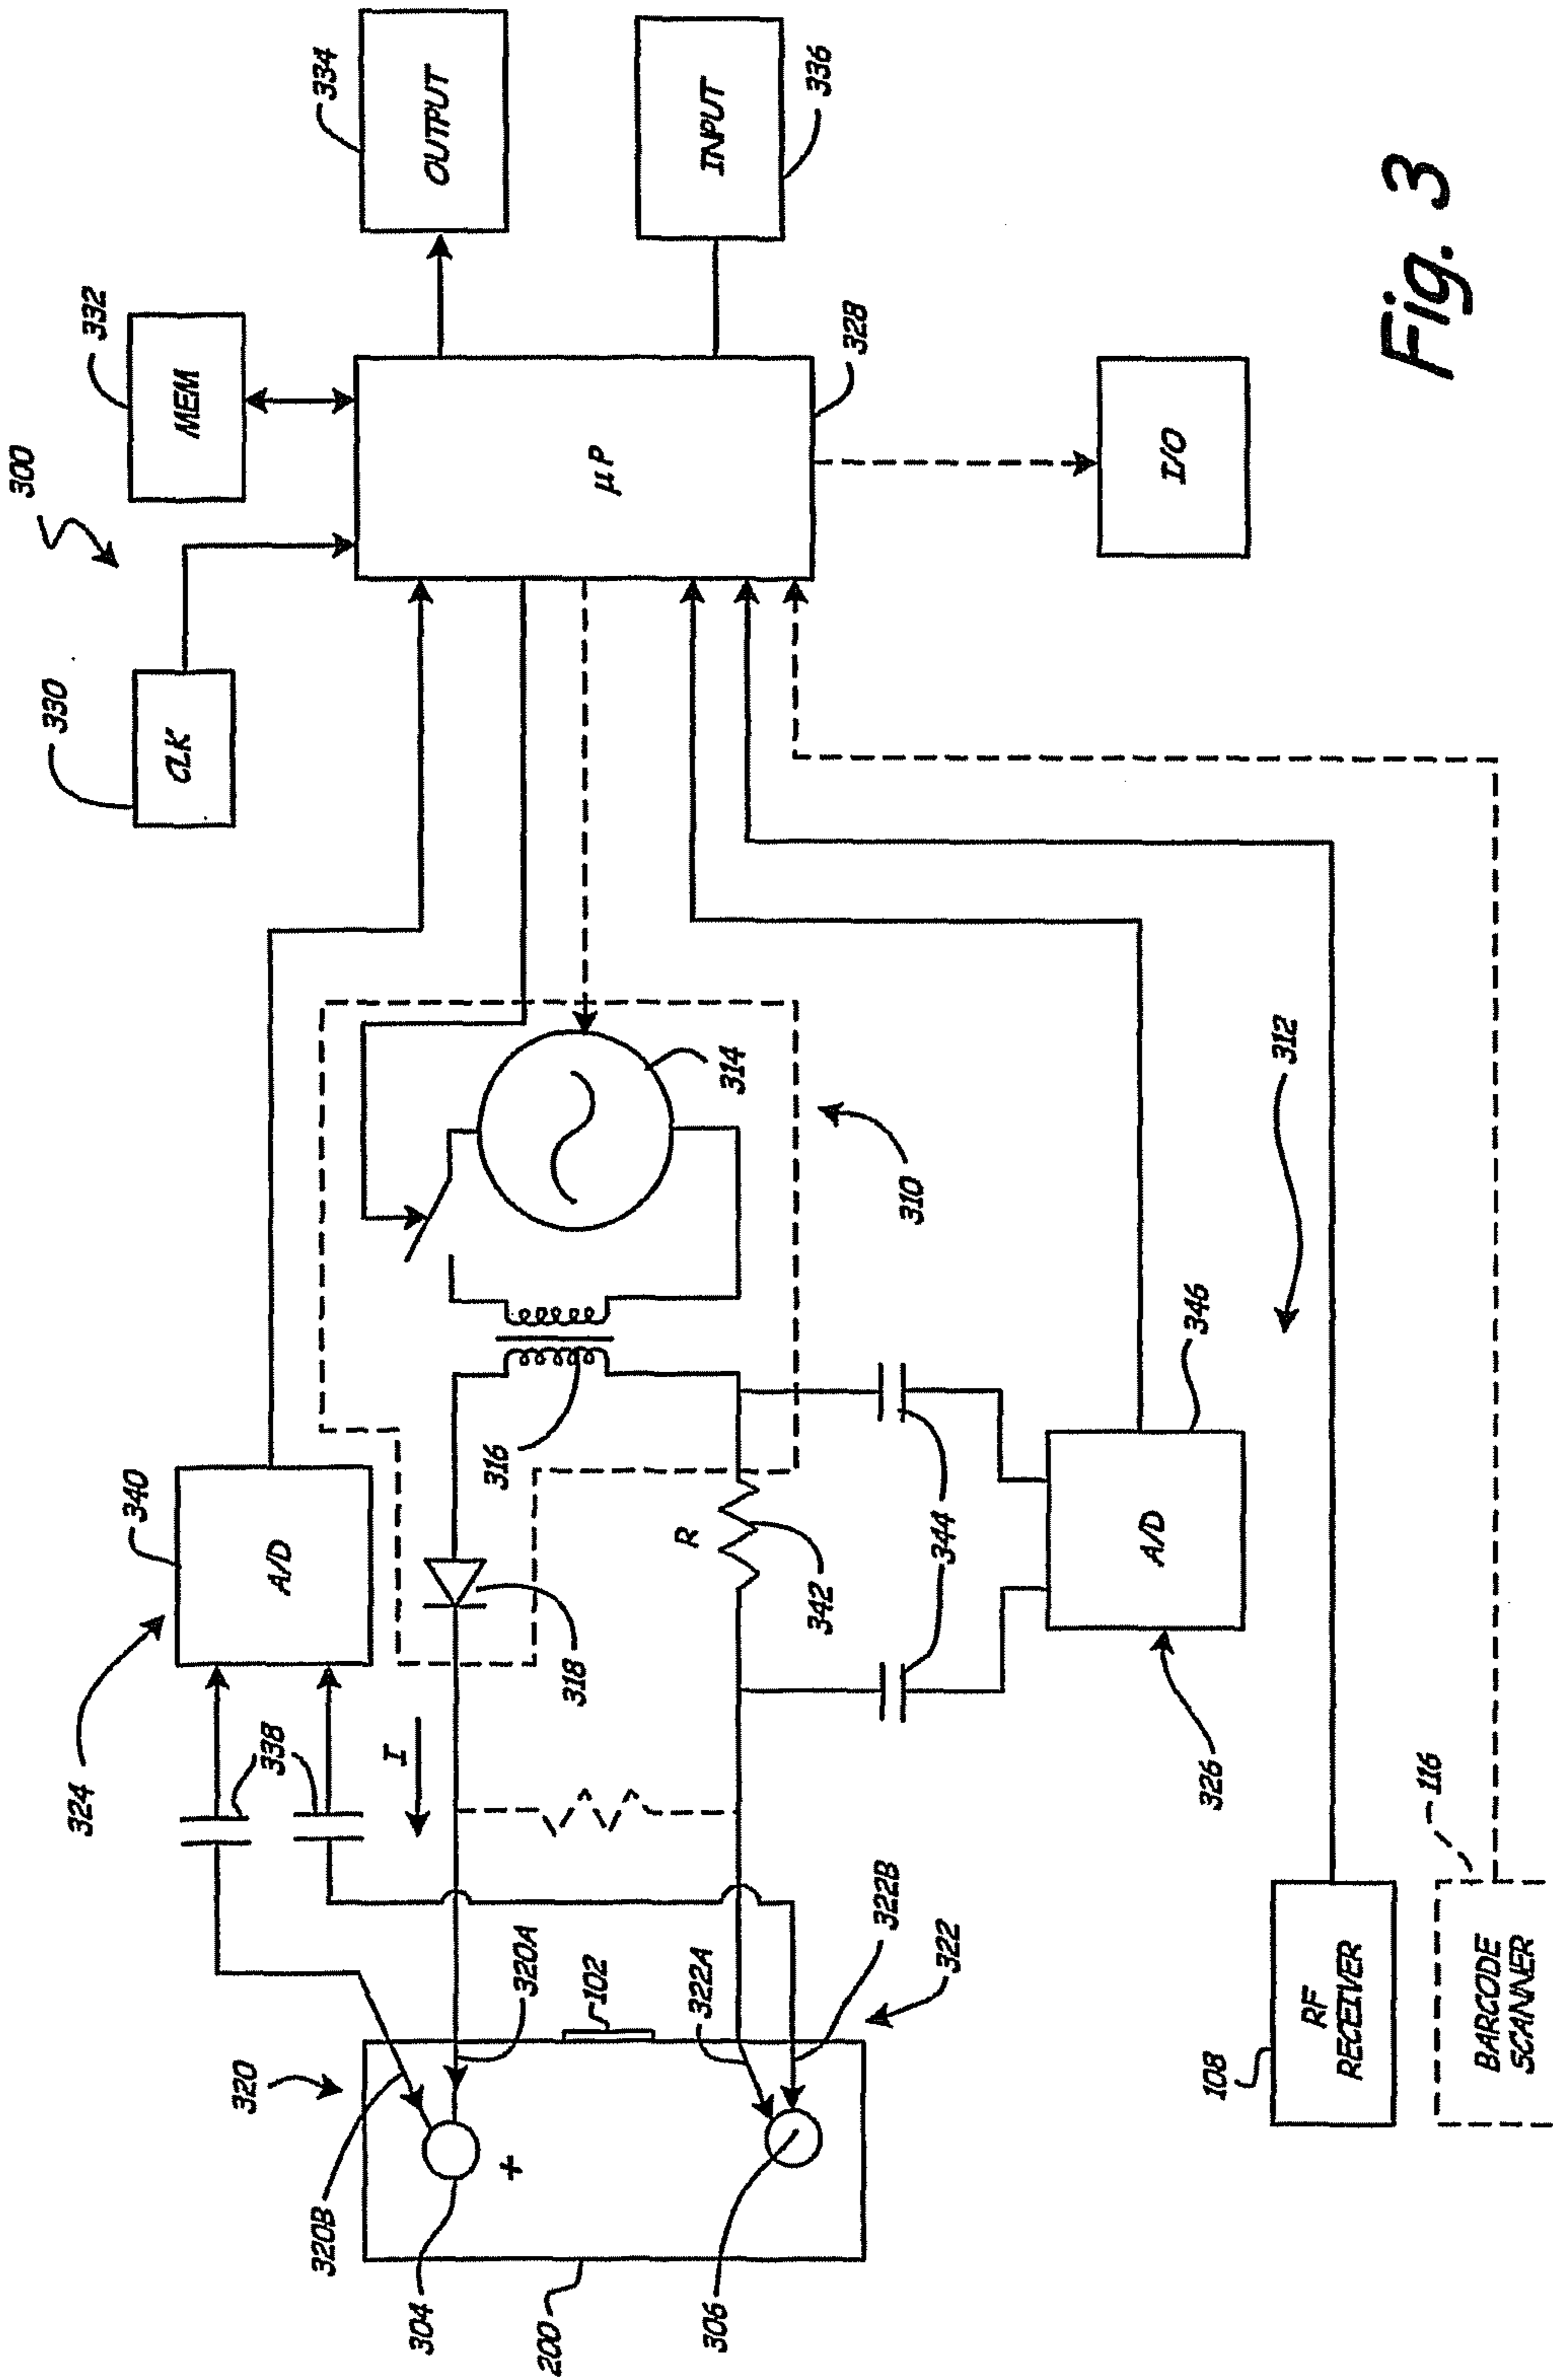 300
330
CLK
332
MEM
334
OUTPUT
336
INPUT
μP
328
I/O
324
340
A/D
338
I
318
316
314
310
R
342
344
A/D
346
326
312
320
320B
320A
304
+
102
322A
322B
322
306
200
108
RF
RECEIVER
116
BARCODE
SCANNER
Fig. 3